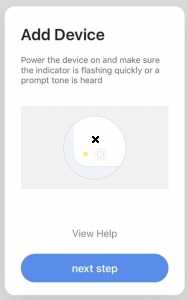 Add Device
Power the device on and make sure
the indicator is flashing quickly or a
prompt tone is heard
View Help
next step